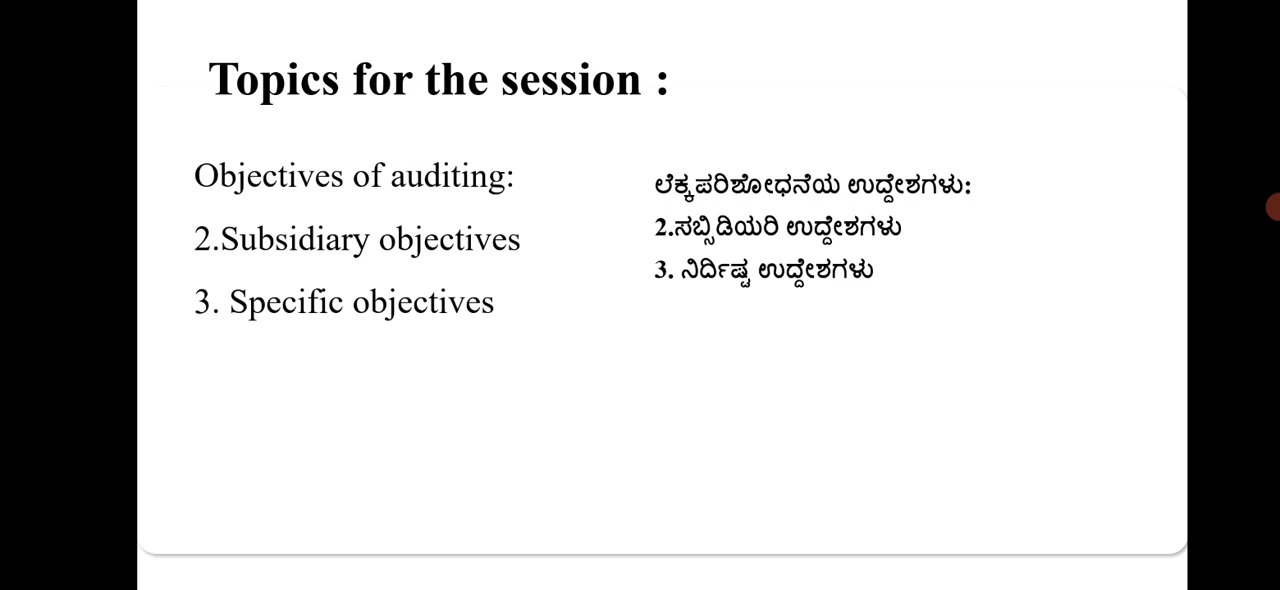 Topics for the session :
Objectives of auditing:
2.Subsidiary objectives
3. Specific objectives
ಲೆಕ್ಕಪರಿಶೋಧನೆಯ ಉದ್ದೇಶಗಳು:
2.ಸಬ್ಸಿಡಿಯರಿ ಉದ್ದೇಶಗಳು
3. ನಿರ್ದಿಷ್ಟ ಉದ್ದೇಶಗಳು